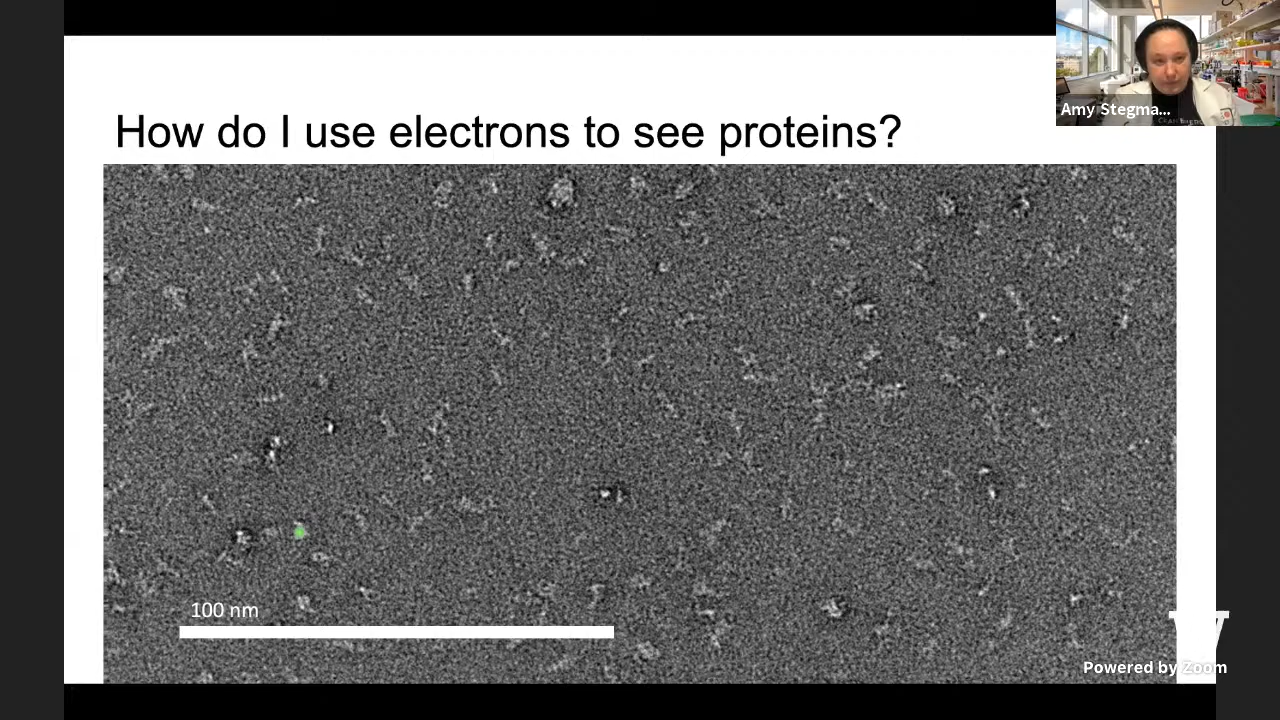 How do I use electrons to see proteins?
Amy Stegma...
100 nm
W
Powered by Zoom